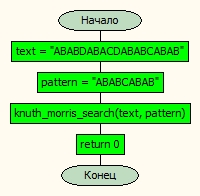 Начало
text = "ABABDABACDABABCABAB"
pattern = "ABABCABAB"
knuth_morris_search(text, pattern)
return 0
Конец